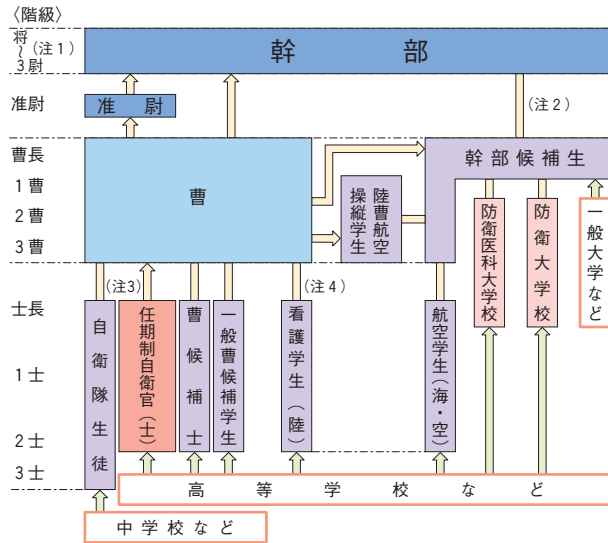 〈階級〉
将
〜
3尉
(注1)
幹部
准尉
准尉
(注2)
曹長
1曹
2曹
3曹
曹
陸曹航空
操縦学生
幹部候補生
防衛医科大学校
防衛大学校
一般大学など
士長
1士
2士
3士
(注3)
(注4)
自衛隊生徒
任期制自衛官(士)
曹候補士
一般曹候補学生
看護学生(陸)
航空学生(海・空)
高等学校など
中学校など